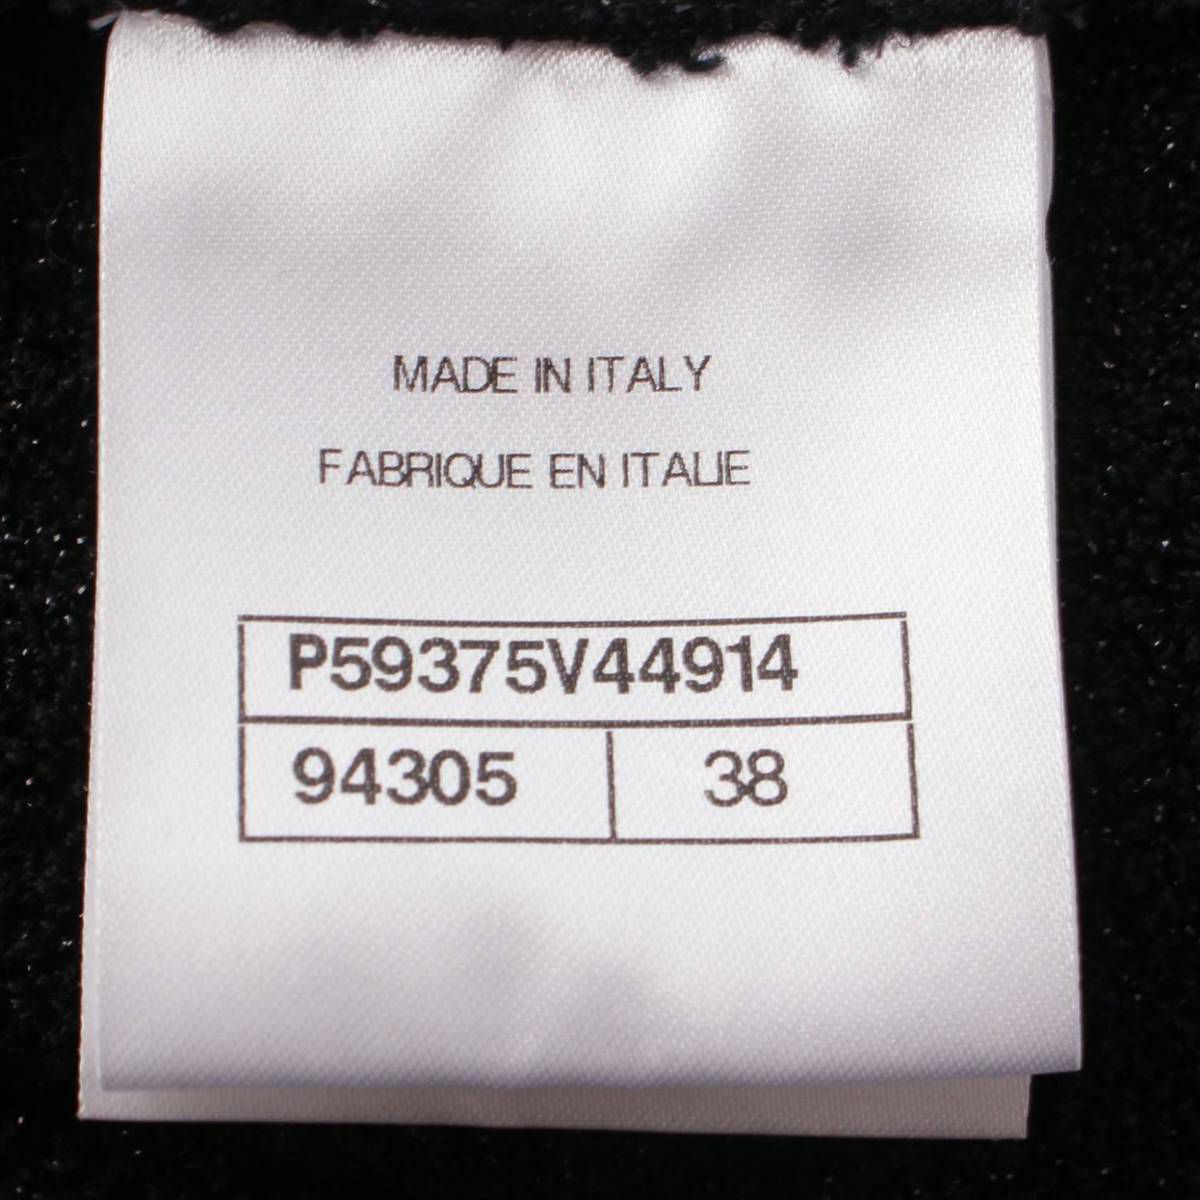 MADE IN ITALY
FABRIQUE EN ITALIE
P59375V44914
94305 38